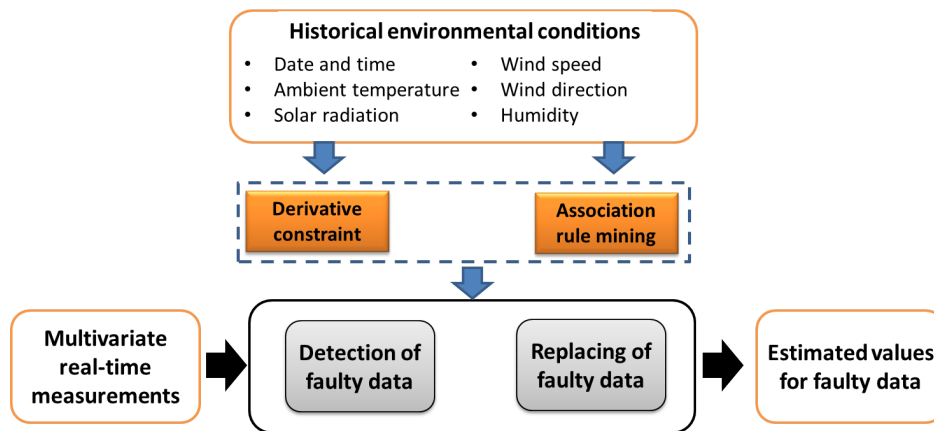 Historical environmental conditions
• Date and time
• Ambient temperature
• Solar radiation
• Wind speed
• Wind direction
• Humidity
Derivative
constraint
Association
rule mining
Multivariate
real-time
measurements
Detection of
faulty data
Replacing of
faulty data
Estimated values
for faulty data